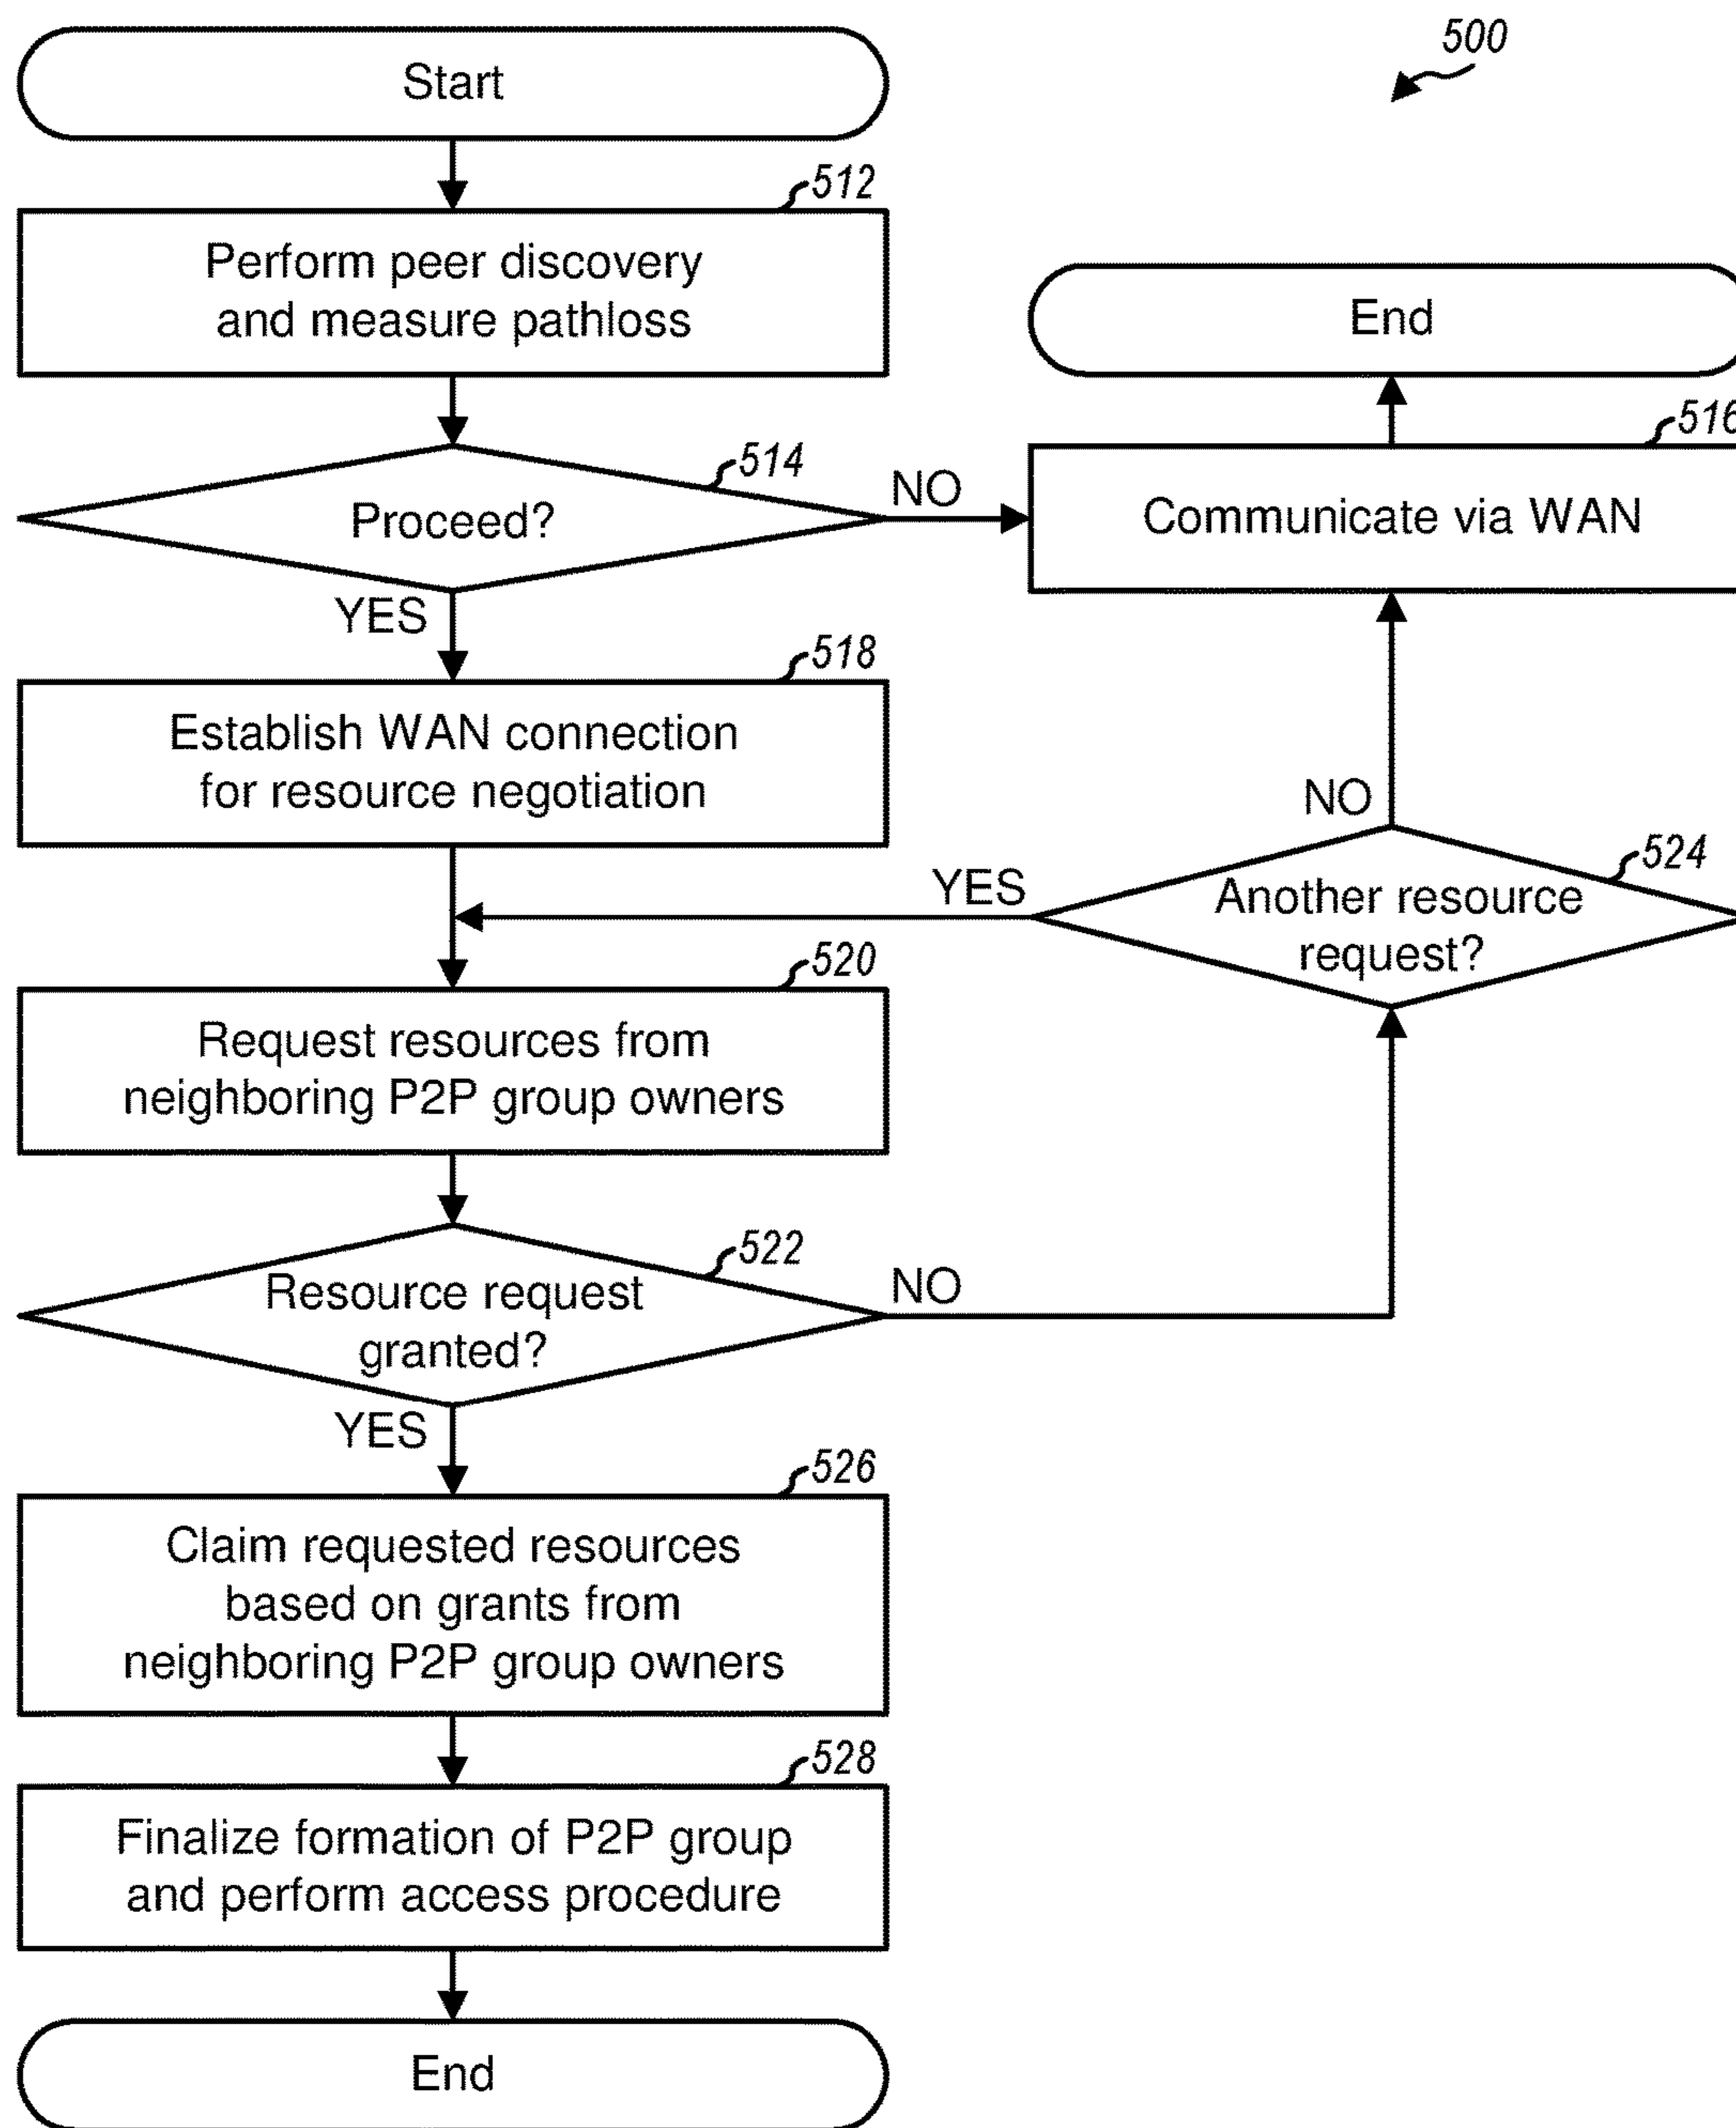 500
Start
512
Perform peer discovery
and measure pathloss
End
514
Proceed?
NO
516
Communicate via WAN
YES
518
Establish WAN connection
for resource negotiation
NO
524
Another resource
request?
YES
520
Request resources from
neighboring P2P group owners
522
Resource request
granted?
NO
YES
526
Claim requested resources
based on grants from
neighboring P2P group owners
528
Finalize formation of P2P group
and perform access procedure
End